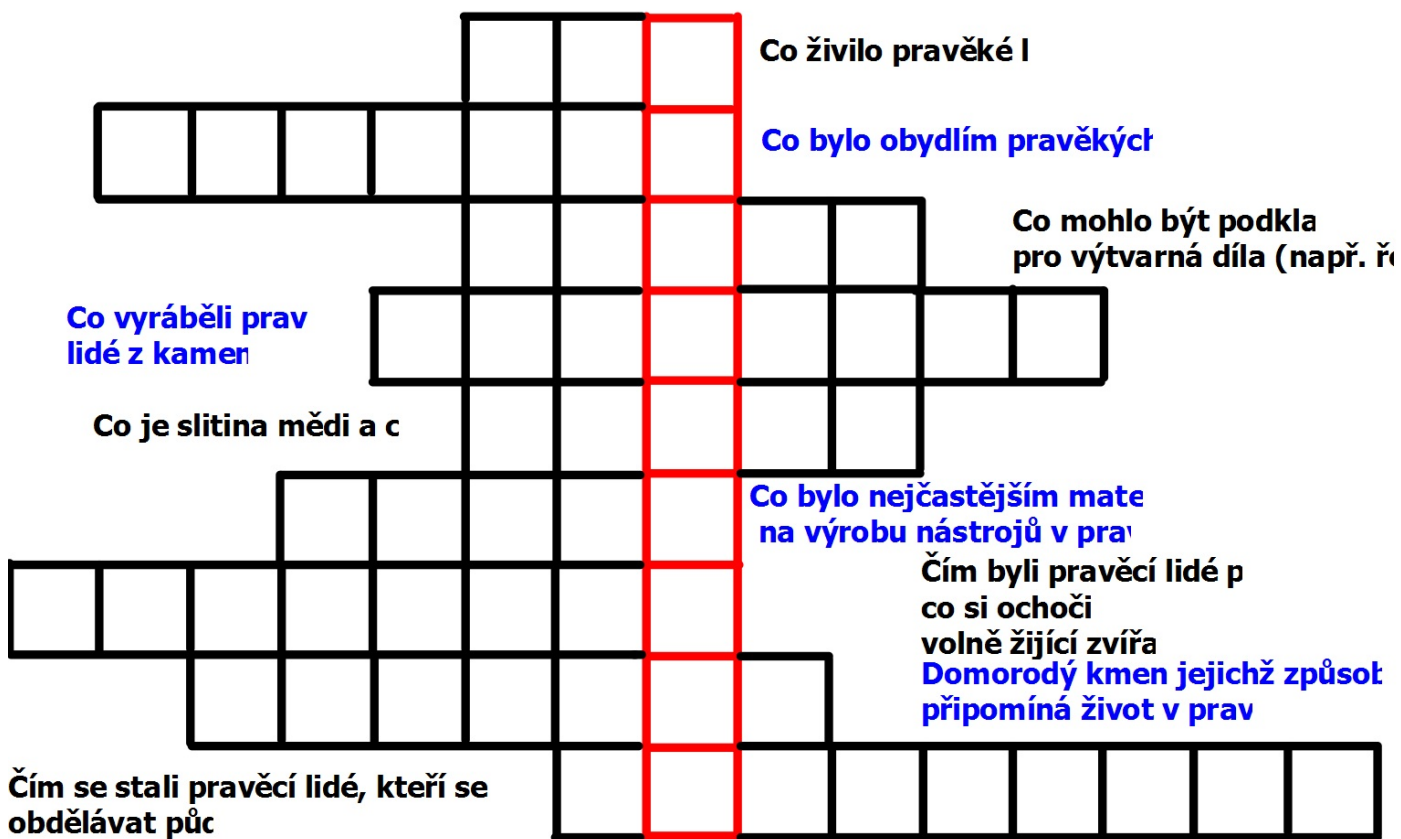 Co živilo pravěké l
Co bylo obydlím pravěkých
Co mohlo být podkla
pro výtvarná díla (např. ře
Co vyráběli prav
lidé z kamen
Co je slitina mědi a c
Co bylo nejčastějším mate
na výrobu nástrojů v prav
Čím byli pravěcí lidé p
co si ochoči
volně žijící zvířa
Domorodý kmen jejichž způsob
připomíná život v prav
Čím se stali pravěcí lidé, kteří se
obdělávat půd